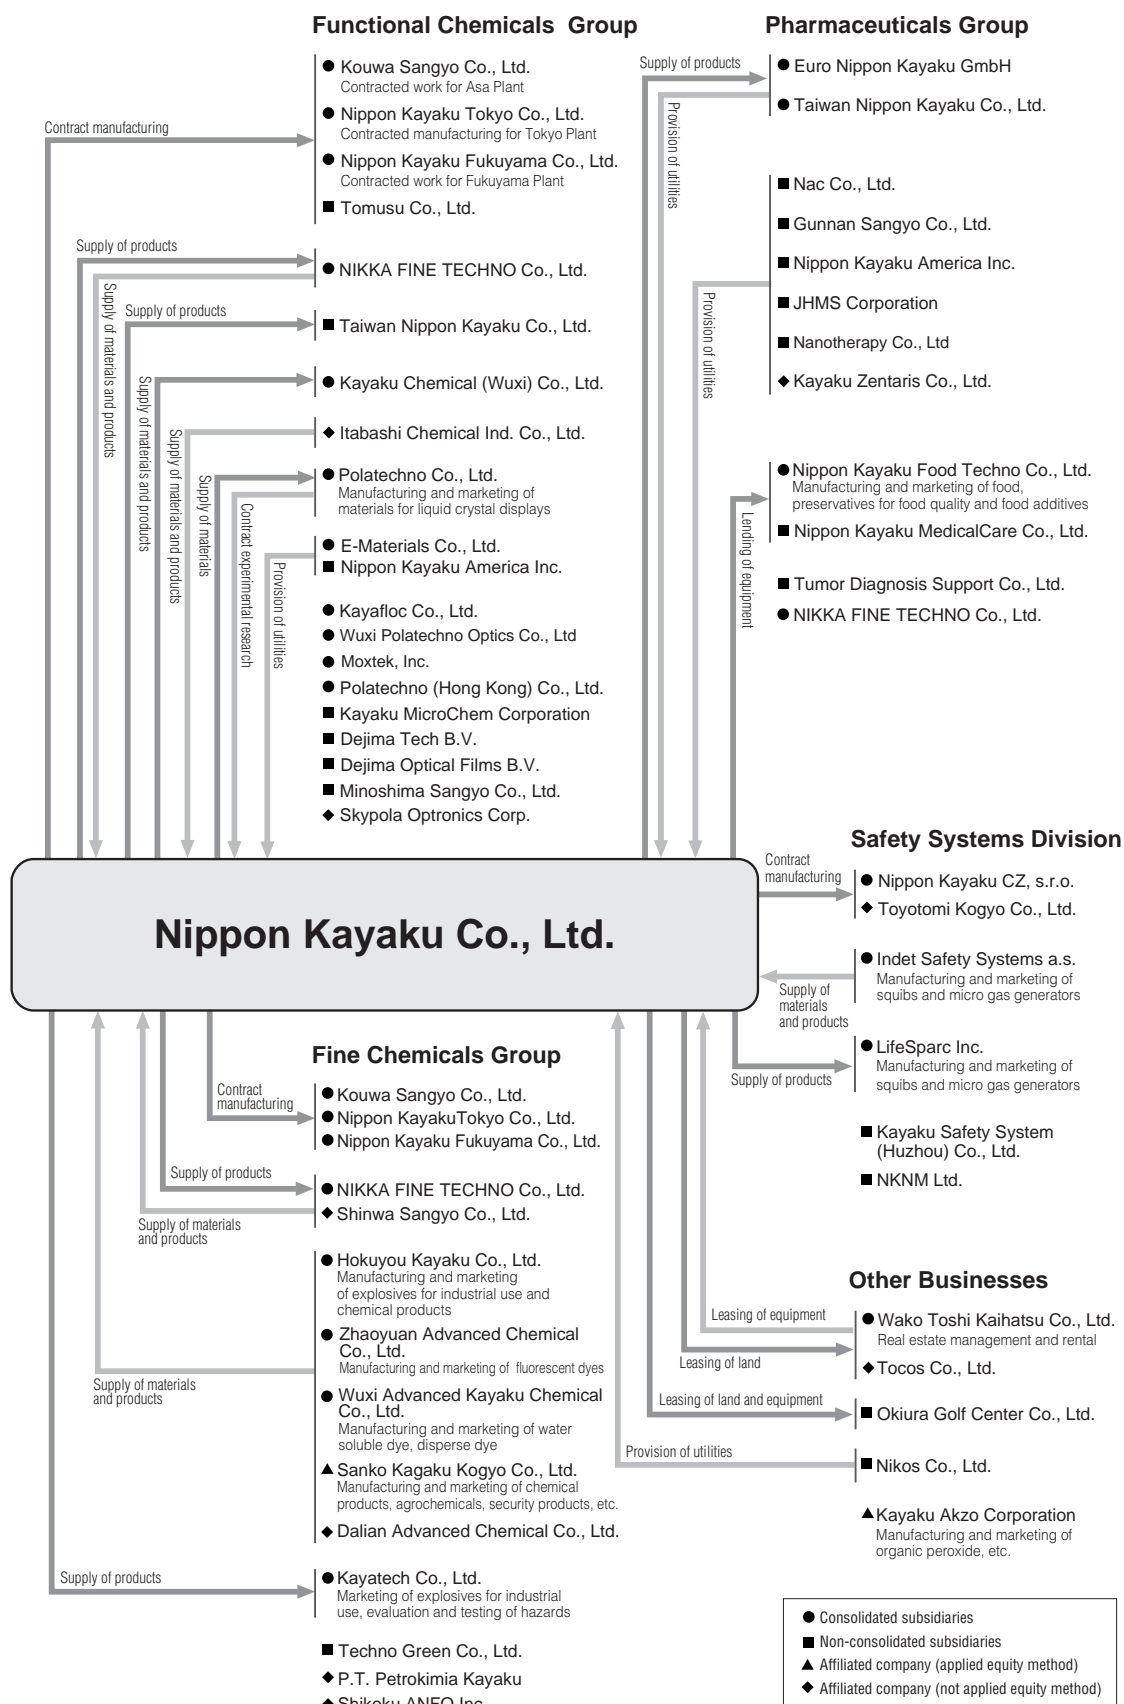 Functional Chemicals Group
Kouwa Sangyo Co., Ltd.
Contracted work for Asa Plant
Nippon Kayaku Tokyo Co., Ltd.
Contracted manufacturing for Tokyo Plant
Nippon Kayaku Fukuyama Co., Ltd.
Contracted work for Fukuyama Plant
Tomusu Co., Ltd.
Contract manufacturing
Supply of products
NIKKA FINE TECHNO Co., Ltd.
Supply of materials and products
Supply of products
Taiwan Nippon Kayaku Co., Ltd.
Supply of materials and products
Kayaku Chemical (Wuxi) Co., Ltd.
Supply of materials and products
Itabashi Chemical Ind. Co., Ltd.
Supply of materials
Polatechno Co., Ltd.
Manufacturing and marketing of
materials for liquid crystal displays
Contract experimental research
E-Materials Co., Ltd.
Nippon Kayaku America Inc.
Provision of utilities
Kayafloc Co., Ltd.
Wuxi Polatechno Optics Co., Ltd
Moxtek, Inc.
Polatechno (Hong Kong) Co., Ltd.
Kayaku MicroChem Corporation
Dejima Tech B.V.
Dejima Optical Films B.V.
Minoshima Sangyo Co., Ltd.
Skypola Optronics Corp.
Pharmaceuticals Group
Supply of products
Euro Nippon Kayaku GmbH
Taiwan Nippon Kayaku Co., Ltd.
Provision of utilities
Nac Co., Ltd.
Gunnan Sangyo Co., Ltd.
Nippon Kayaku America Inc.
JHMS Corporation
Nanotherapy Co., Ltd
Kayaku Zentaris Co., Ltd.
Provision of utilities
Nippon Kayaku Food Techno Co., Ltd.
Manufacturing and marketing of food,
preservatives for food quality and food additives
Nippon Kayaku MedicalCare Co., Ltd.
Lending of equipment
Tumor Diagnosis Support Co., Ltd.
NIKKA FINE TECHNO Co., Ltd.
Nippon Kayaku Co., Ltd.
Safety Systems Division
Contract
manufacturing
Nippon Kayaku CZ, s.r.o.
Toyotomi Kogyo Co., Ltd.
Indet Safety Systems a.s.
Manufacturing and marketing of
squibs and micro gas generators
Supply of
materials
and products
LifeSparc Inc.
Manufacturing and marketing of
squibs and micro gas generators
Supply of products
Kayaku Safety System
(Huzhou) Co., Ltd.
NKNM Ltd.
Fine Chemicals Group
Contract
manufacturing
Kouwa Sangyo Co., Ltd.
Nippon KayakuTokyo Co., Ltd.
Nippon Kayaku Fukuyama Co., Ltd.
Supply of products
NIKKA FINE TECHNO Co., Ltd.
Shinwa Sangyo Co., Ltd.
Supply of materials
and products
Hokuyou Kayaku Co., Ltd.
Manufacturing and marketing
of explosives for industrial use and
chemical products
Zhaoyuan Advanced Chemical
Co., Ltd.
Manufacturing and marketing of fluorescent dyes
Supply of materials
and products
Wuxi Advanced Kayaku Chemical
Co., Ltd.
Manufacturing and marketing of water
soluble dye, disperse dye
Sanko Kagaku Kogyo Co., Ltd.
Manufacturing and marketing of chemical
products, agrochemicals, security products, etc.
Dalian Advanced Chemical Co., Ltd.
Supply of products
Kayatech Co., Ltd.
Marketing of explosives for industrial
use, evaluation and testing of hazards
Techno Green Co., Ltd.
P.T. Petrokimia Kayaku
Shikoku ANFO Inc.
Other Businesses
Leasing of equipment
Wako Toshi Kaihatsu Co., Ltd.
Real estate management and rental
Leasing of land
Tocos Co., Ltd.
Leasing of land and equipment
Okiura Golf Center Co., Ltd.
Provision of utilities
Nikos Co., Ltd.
Kayaku Akzo Corporation
Manufacturing and marketing of
organic peroxide, etc.
● Consolidated subsidiaries
■ Non-consolidated subsidiaries
▲ Affiliated company (applied equity method)
◆ Affiliated company (not applied equity method)